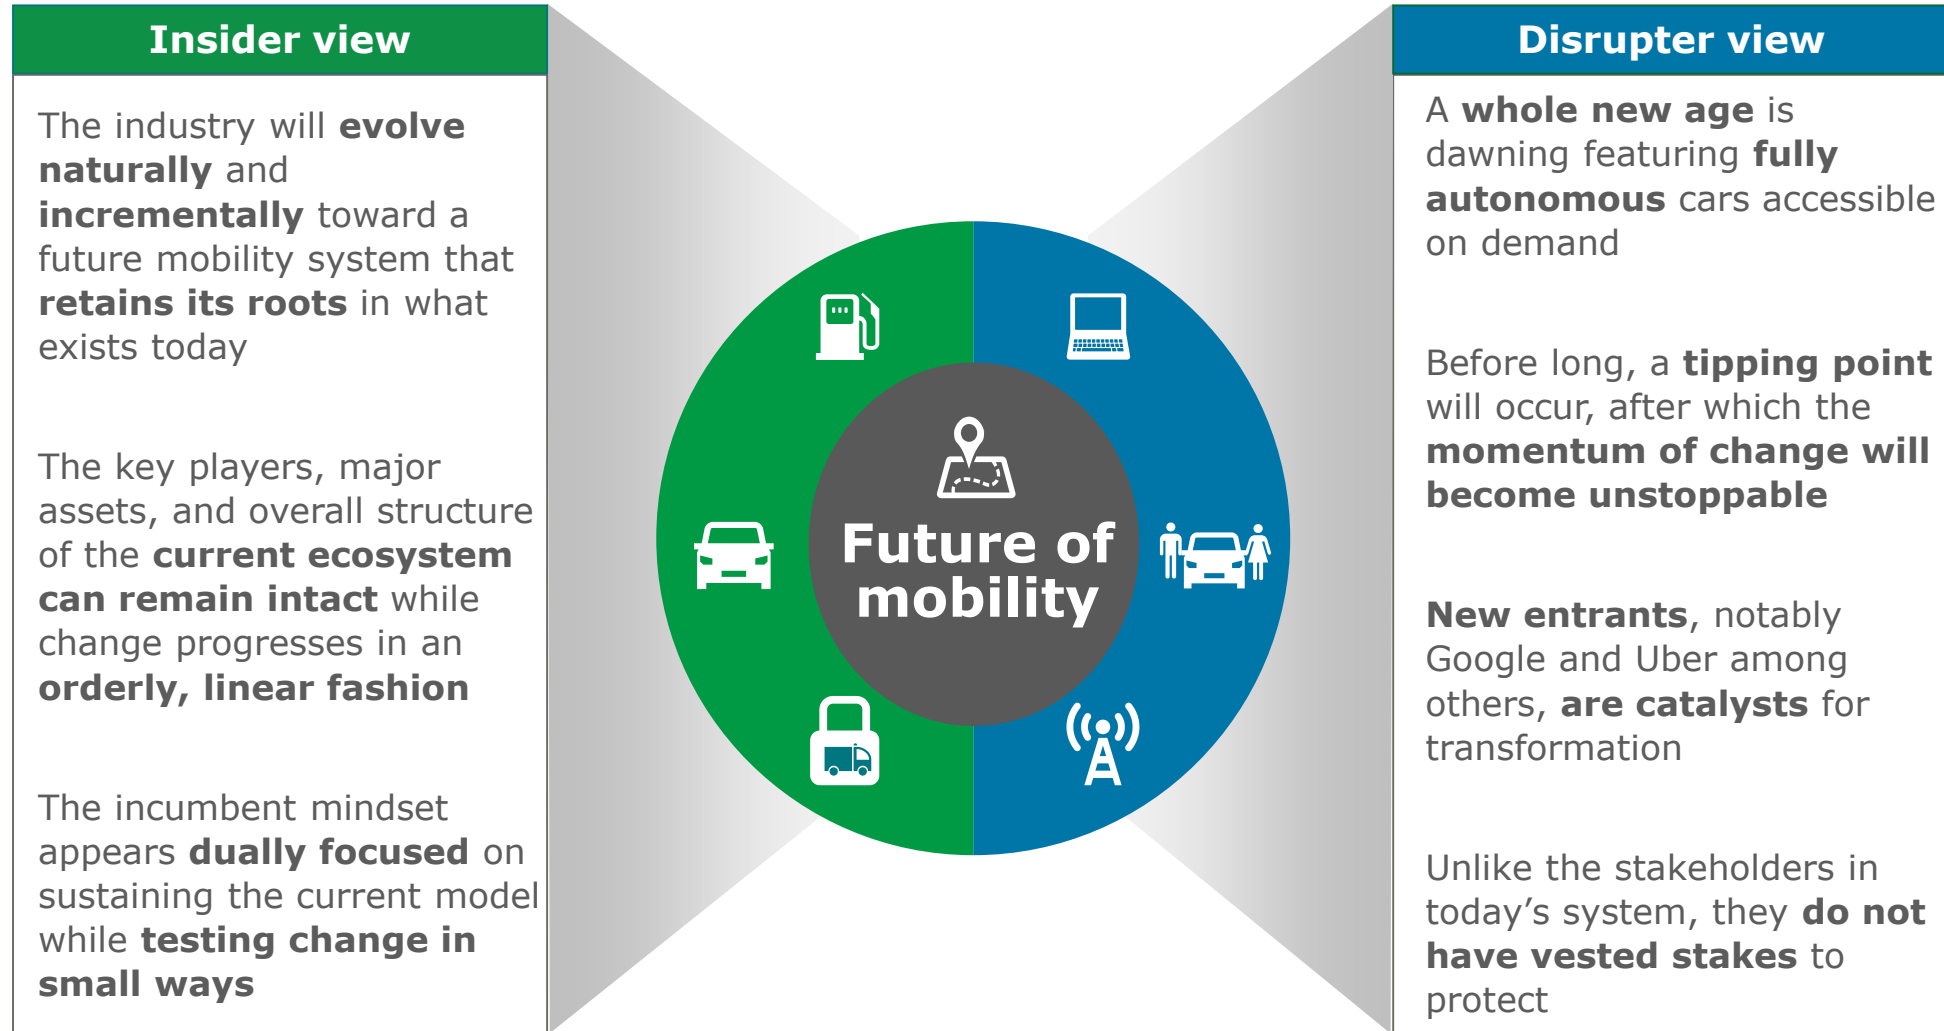 Insider view
The industry will evolve
naturally and
incrementally toward a
future mobility system that
retains its roots in what
exists today
The key players, major
assets, and overall structure
of the current ecosystem
can remain intact while
change progresses in an
orderly, linear fashion
The incumbent mindset
appears dually focused on
sustaining the current model
while testing change in
small ways
Future of
mobility
Disrupter view
A whole new age is
dawning featuring fully
autonomous cars accessible
on demand
Before long, a tipping point
will occur, after which the
momentum of change will
become unstoppable
New entrants, notably
Google and Uber among
others, are catalysts for
transformation
Unlike the stakeholders in
today’s system, they do not
have vested stakes to
protect